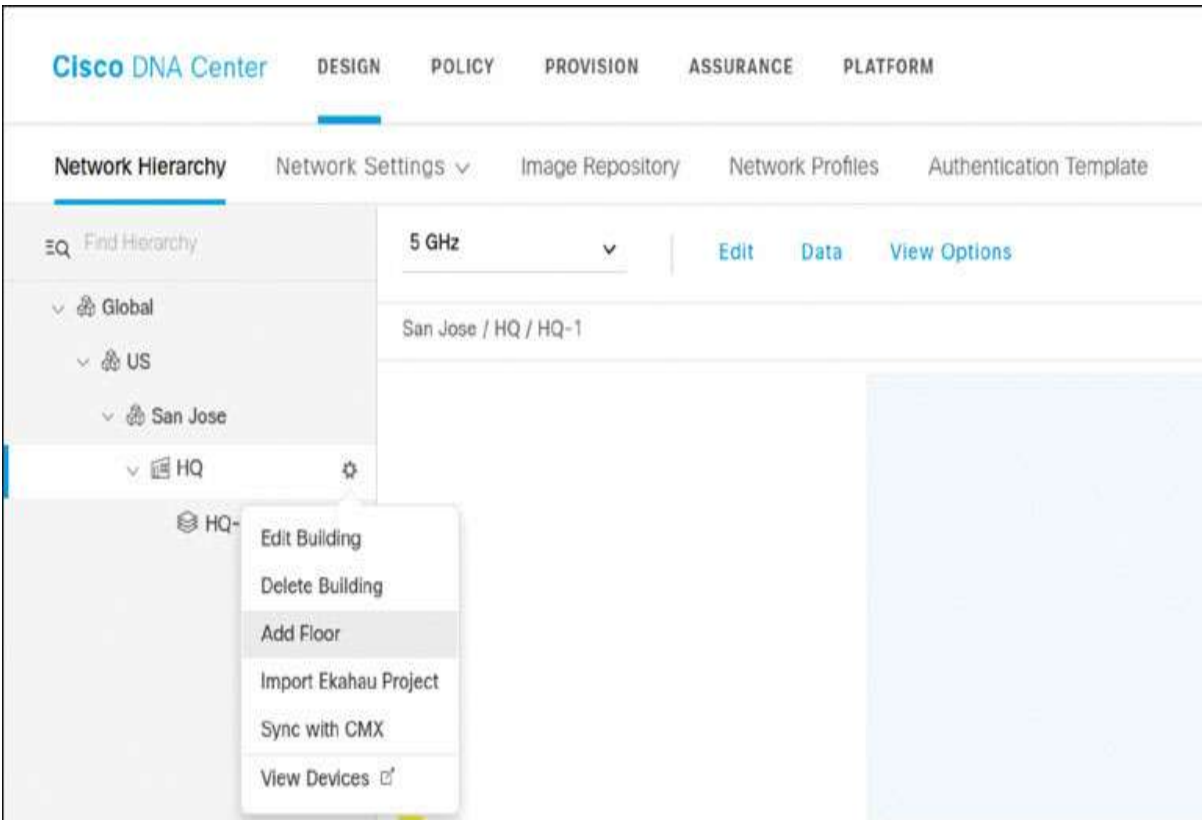 Cisco DNA Center DESIGN POLICY PROVISION ASSURANCE PLATFORM
Network Hierarchy Network Settings Image Repository Network Profiles Authentication Template
Find Hierarchy
5 GHz Edit Data View Options
Global
San Jose / HQ / HQ-1
US
San Jose
HQ
HQ-
Edit Building
Delete Building
Add Floor
Import Ekahau Project
Sync with CMX
View Devices